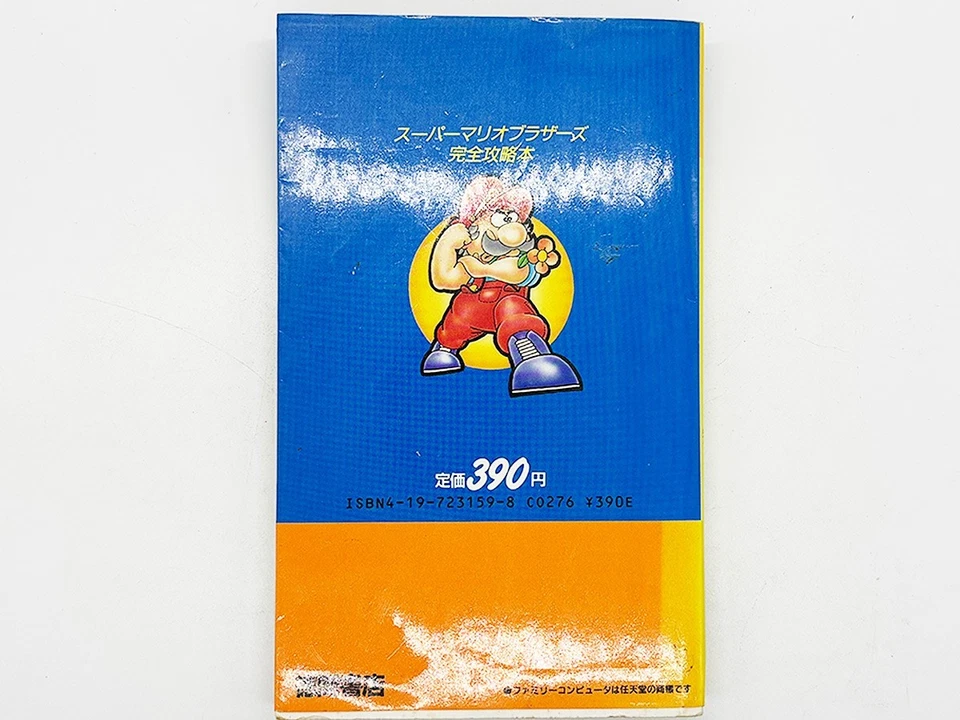 スーパーマリオブラザーズ
完全攻略本
定価390円
ISBN4-19-723159-8 C0276 ¥390E
書店
ファミリーコンピュータは任天堂の商標です